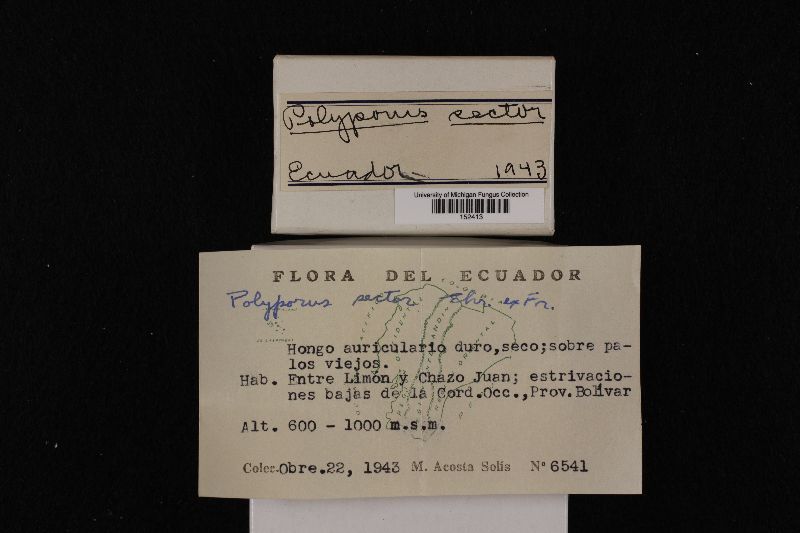 Polyporus sector
Ecuador 1943
University of Michigan Fungus Collection
152413
FLORA DEL ECUADOR
Polyporus sector Ehr. ex Fr.
Hongo auriculario duro,seco;sobre pa-
los viejos.
Hab. Entre Limón y Chazo Juan; estrivacio-
nes bajas de la Cord.Occ.,Prov.Bolivar
Alt. 600 - 1000 m.s.m.
Colec.Obre.22, 1943 M. Acosta Solís Nº 6541